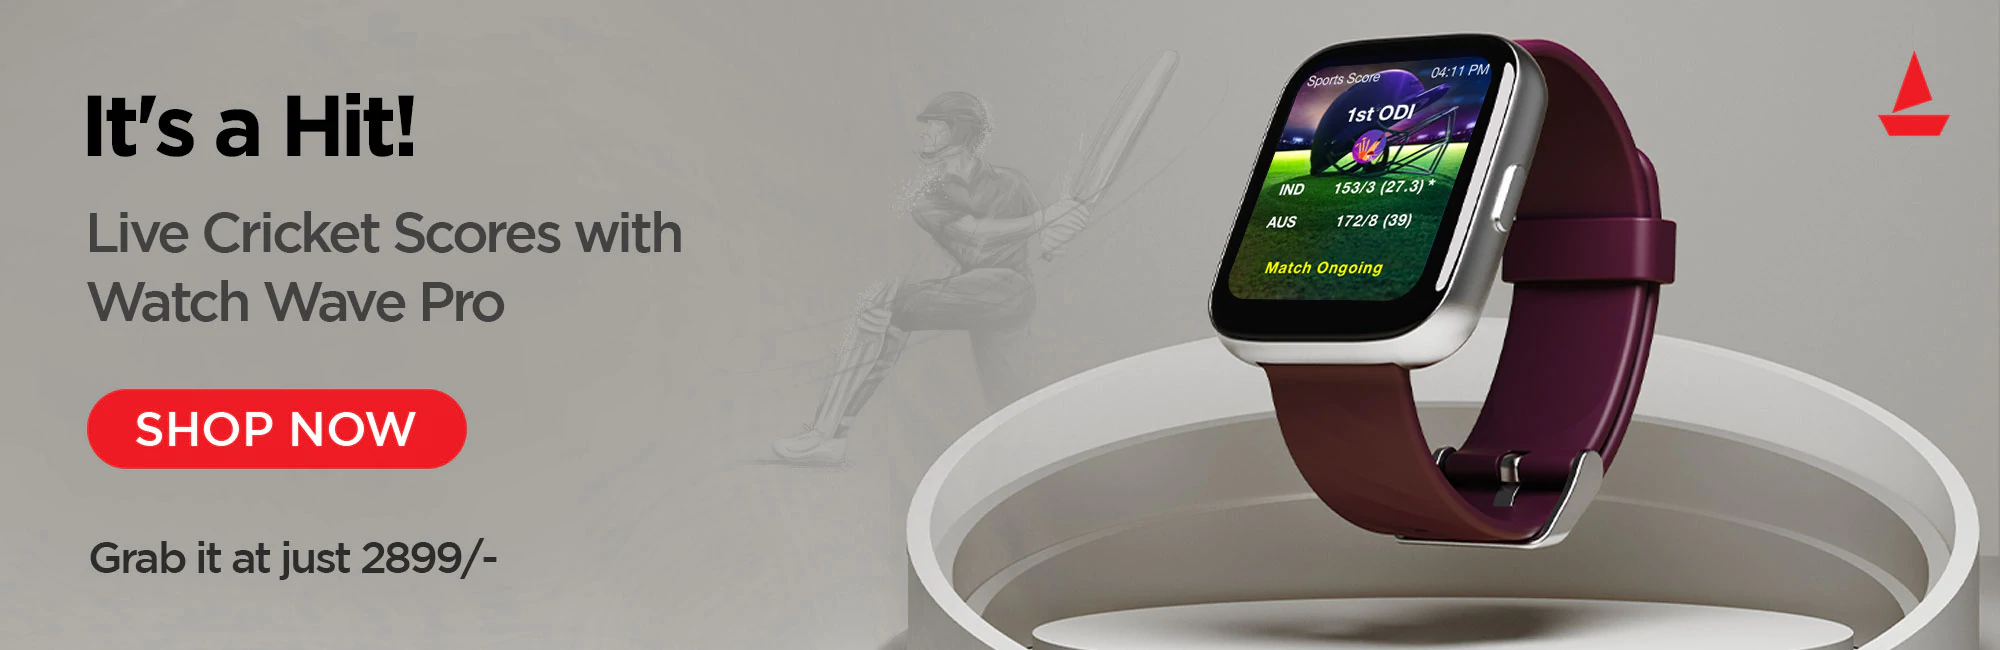 It's a Hit!
Live Cricket Scores with
Watch Wave Pro
SHOP NOW
Grab it at just 2899/-
Sports Score 04:11 PM
1st ODI
IND 153/3 (27.3) *
AUS 172/8 (39)
Match Ongoing